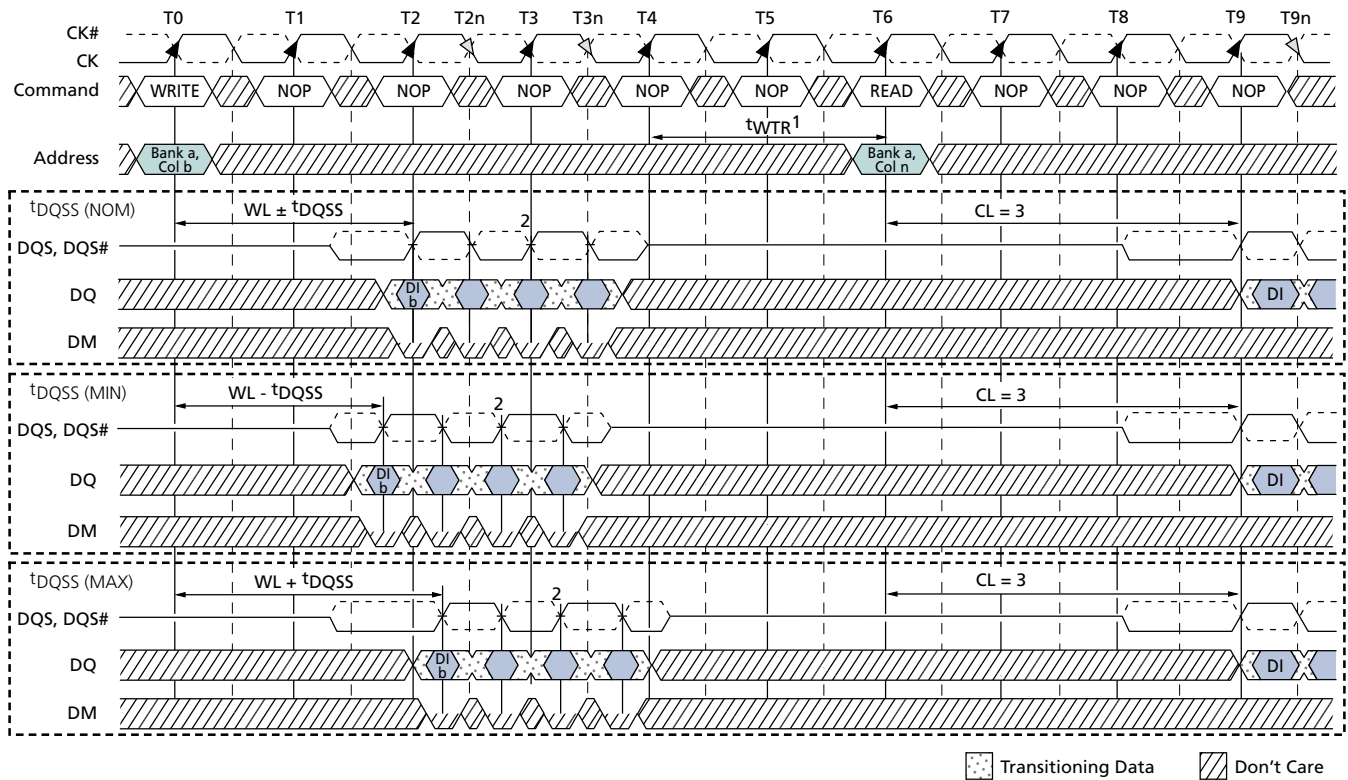 T0 T1 T2 T2n T3 T3n T4 T5 T6 T7 T8 T9 T9n
CK#
CK
Command WRITE NOP NOP NOP NOP NOP READ NOP NOP NOP
tWTR1
Address Bank a, Col b Bank a, Col n
tDQSS (NOM) WL ± tDQSS 2 CL = 3
DQS, DQS#
DQ DI b DI
DM
tDQSS (MIN) WL - tDQSS 2 CL = 3
DQS, DQS#
DQ DI b DI
DM
tDQSS (MAX) WL + tDQSS 2 CL = 3
DQS, DQS#
DQ DI b DI
DM
Transitioning Data Don't Care